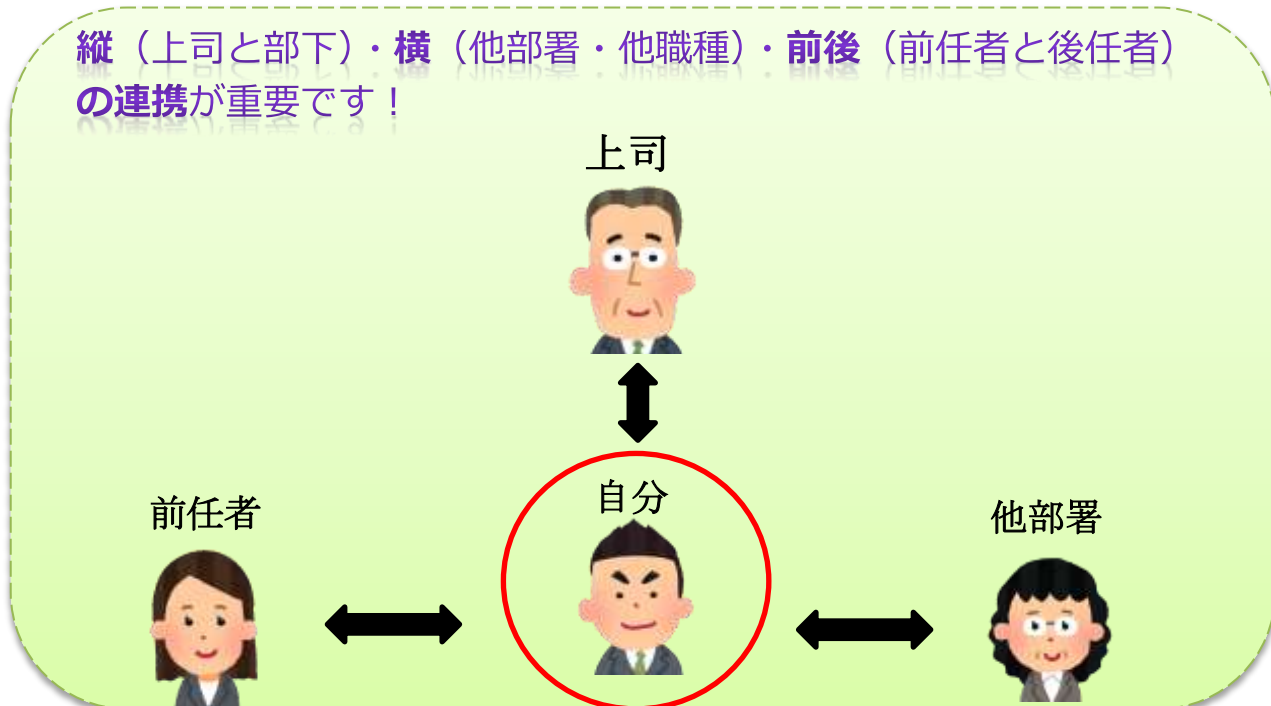 縦（上司と部下）・横（他部署・他職種）・前後（前任者と後任者）
の連携が重要です！
上司
自分
前任者
他部署